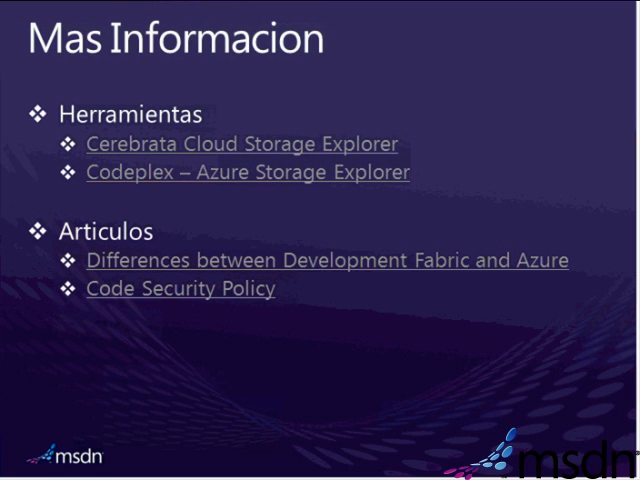 Mas Informacion
❖ Herramientas
❖ Cerebrata Cloud Storage Explorer
❖ Codeplex – Azure Storage Explorer
❖ Articulos
❖ Differences between Development Fabric and Azure
❖ Code Security Policy
msdn
msdn